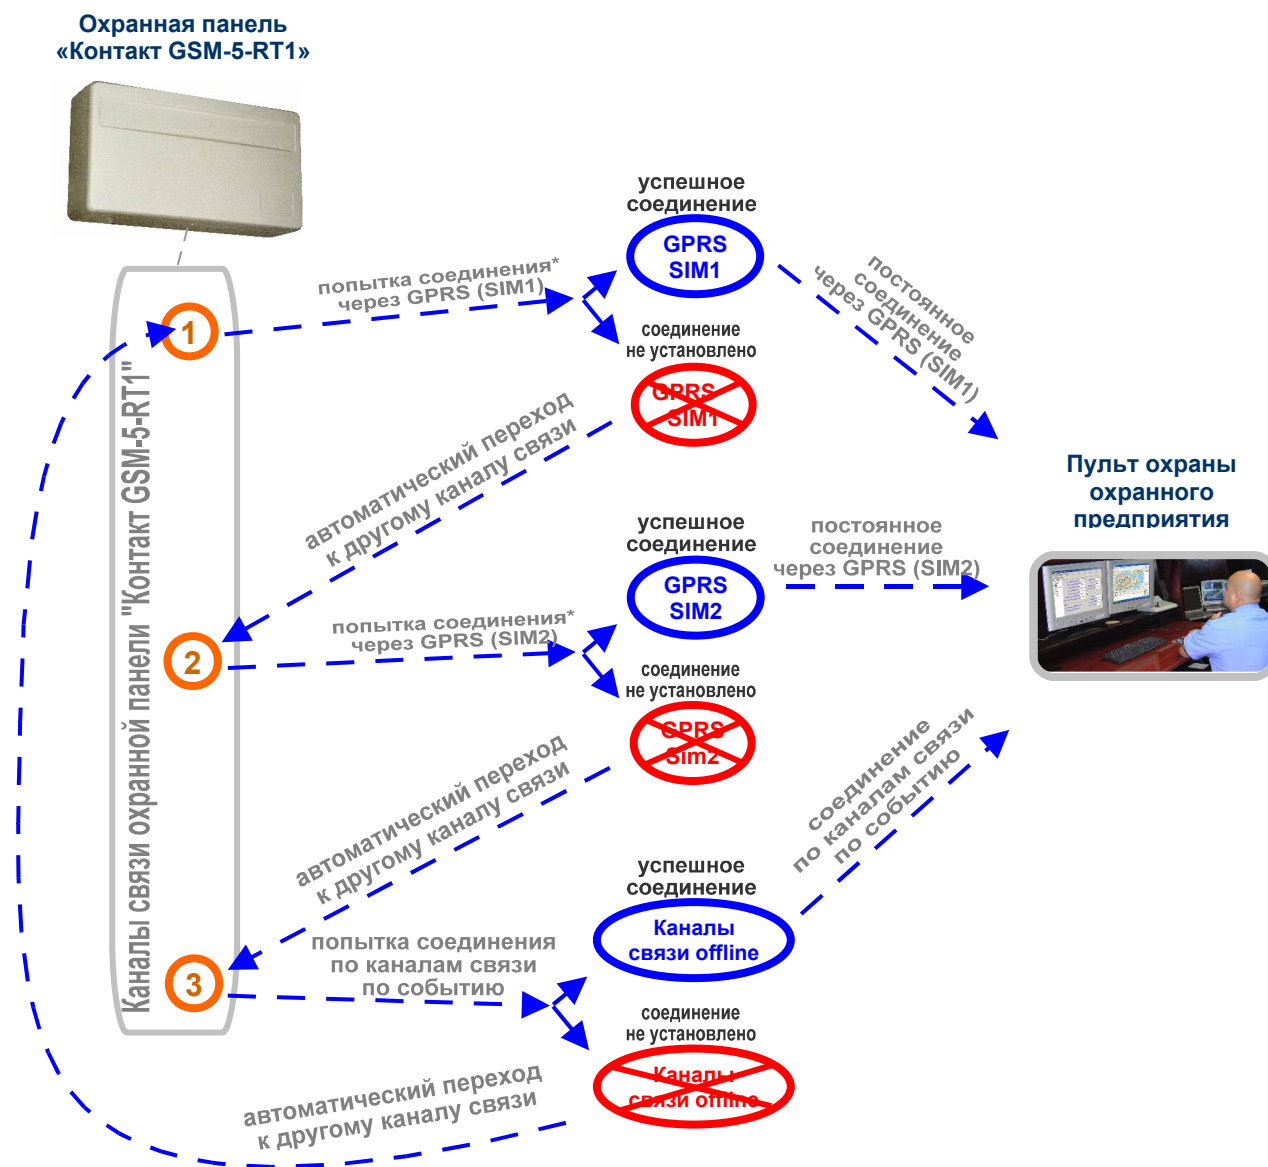 Охранная панель
«Контакт GSM-5-RT1»
успешное
соединение
GPRS
SIM1
попытка соединения*
через GPRS (SIM1)
постоянное
соединение
через GPRS (SIM1)
1
соединение
не установлено
GPRS
SIM1
автоматический переход
к другому каналу связи
Каналы связи охранной панели "Контакт GSM-5-RT1"
Пульт охраны
охранного
предприятия
успешное
соединение
GPRS
SIM2
постоянное
соединение
через GPRS (SIM2)
попытка соединения*
через GPRS (SIM2)
2
соединение
не установлено
GPRS
Sim2
автоматический переход
к другому каналу связи
соединение
по каналам связи
по событию
успешное
соединение
Каналы
связи offline
попытка соединения
по каналам связи
по событию
3
соединение
не установлено
Каналы
связи offline
автоматический переход
к другому каналу связи